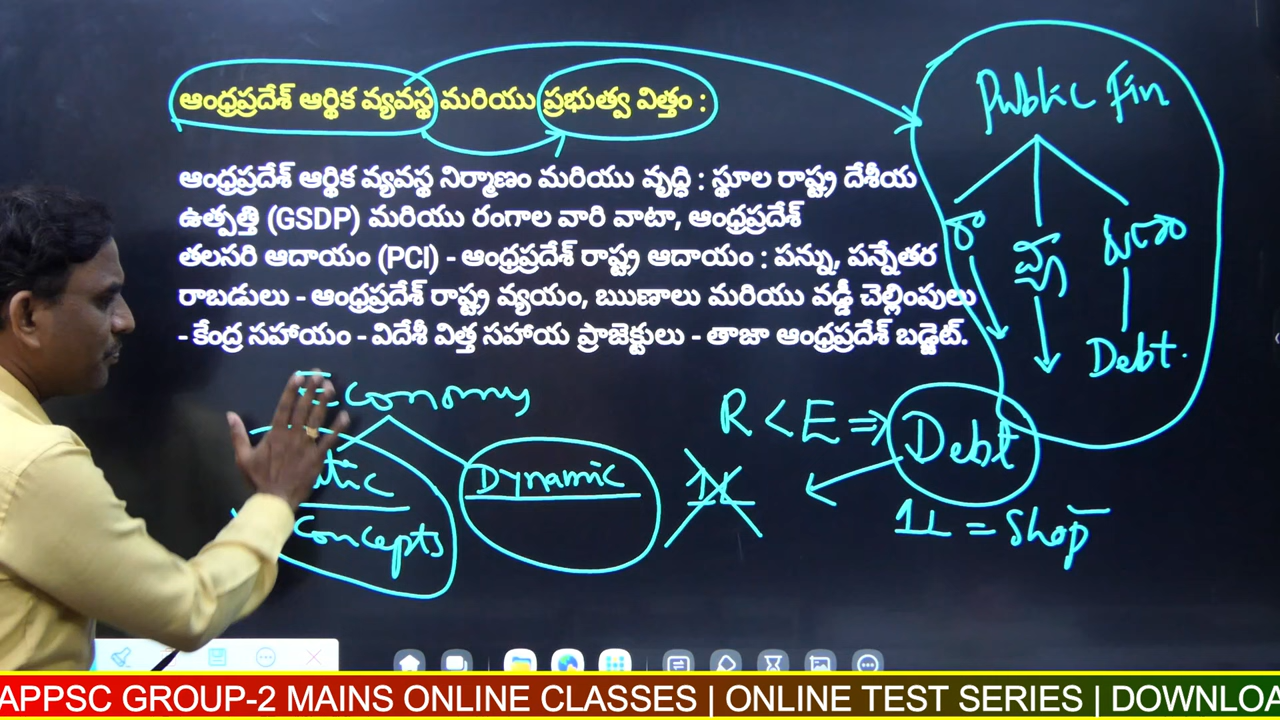 ఆంధ్రప్రదేశ్ ఆర్థిక వ్యవస్థ మరియు ప్రభుత్వ విత్తం :
ఆంధ్రప్రదేశ్ ఆర్థిక వ్యవస్థ నిర్మాణం మరియు వృద్ధి : స్థూల రాష్ట్ర దేశీయ
ఉత్పత్తి (GSDP) మరియు రంగాల వారి వాటా, ఆంధ్రప్రదేశ్
తలసరి ఆదాయం (PCI) - ఆంధ్రప్రదేశ్ రాష్ట్ర ఆదాయం : పన్ను, పన్నేతర
రాబడులు - ఆంధ్రప్రదేశ్ రాష్ట్ర వ్యయం, ఋణాలు మరియు వడ్డీ చెల్లింపులు
- కేంద్ర సహాయం - విదేశీ విత్త సహాయ ప్రాజెక్టులు - తాజా ఆంధ్రప్రదేశ్ బడ్జెట్.
Public Fin
రా
Debt.
Economy
Dynamic
Concepts
R < E ⇒ Debt
1L
1L = Shop
APPSC GROUP-2 MAINS ONLINE CLASSES | ONLINE TEST SERIES |